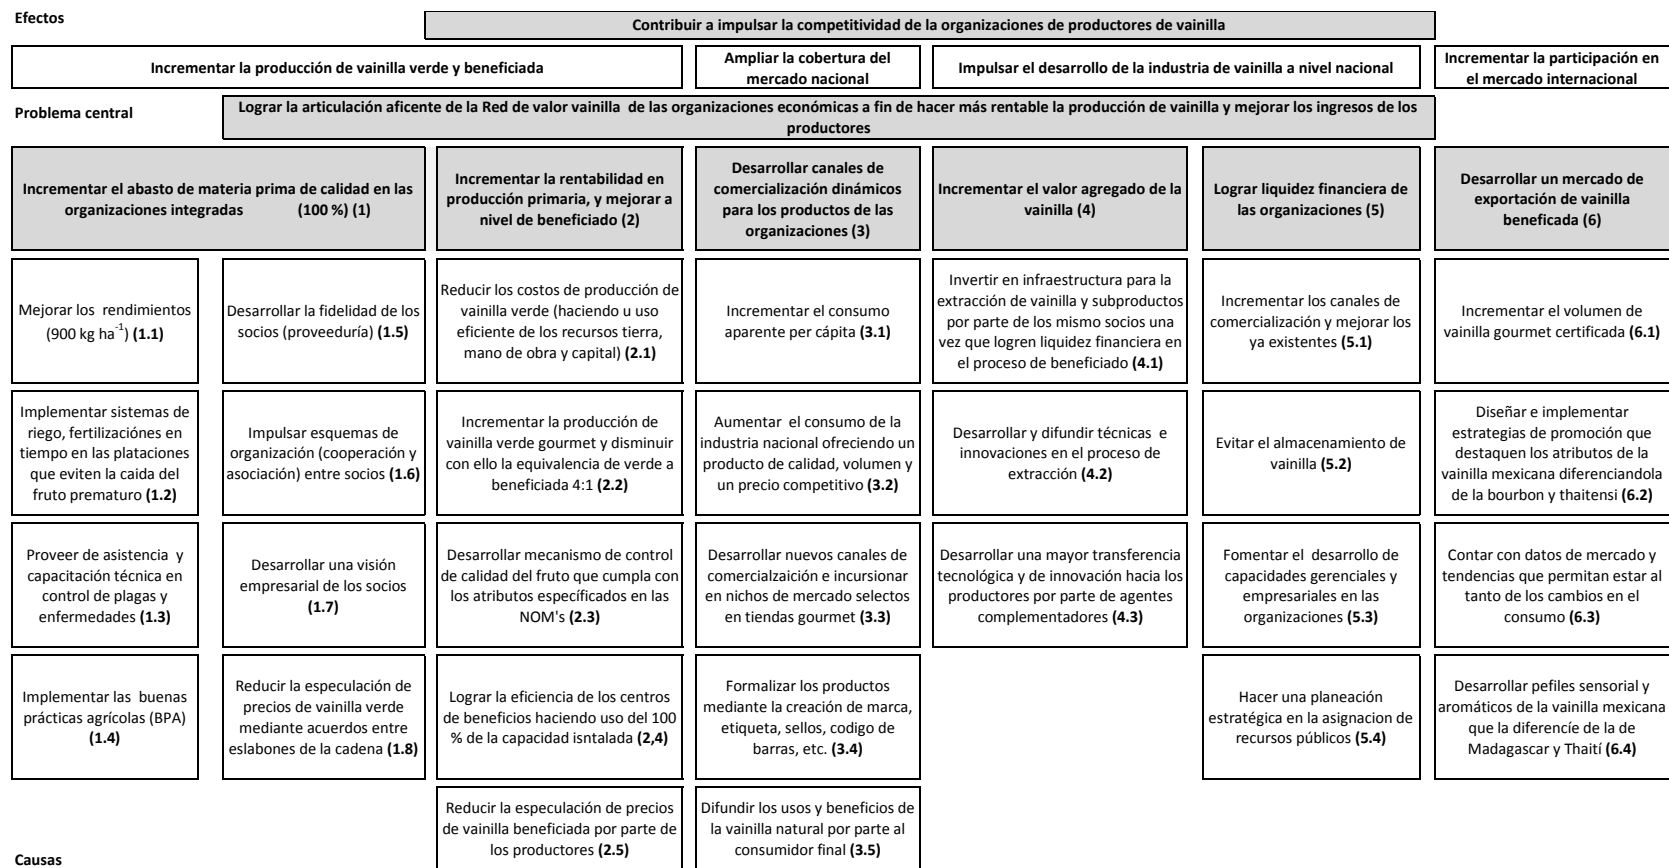 Efectos
Contribuir a impulsar la competitividad de la organizaciones de productores de vainilla
Incrementar la producción de vainilla verde y beneficiada
Ampliar la cobertura del
mercado nacional
Impulsar el desarrollo de la industria de vainilla a nivel nacional
Incrementar la participación en
el mercado internacional
Problema central
Lograr la articulación aficente de la Red de valor vainilla de las organizaciones económicas a fin de hacer más rentable la producción de vainilla y mejorar los ingresos de los
productores
Incrementar el abasto de materia prima de calidad en las
organizaciones integradas (100 %) (1)
Incrementar la rentabilidad en
producción primaria, y mejorar a
nivel de beneficiado (2)
Desarrollar canales de
comercialización dinámicos
para los productos de las
organizaciones (3)
Incrementar el valor agregado de la
vainilla (4)
Lograr liquidez financiera de
las organizaciones (5)
Desarrollar un mercado de
exportación de vainilla
beneficada (6)
Mejorar los rendimientos
(900 kg ha-1) (1.1)
Desarrollar la fidelidad de los
socios (proveeduría) (1.5)
Reducir los costos de producción de
vainilla verde (haciendo u uso
eficiente de los recursos tierra,
mano de obra y capital) (2.1)
Incrementar el consumo
aparente per cápita (3.1)
Invertir en infraestructura para la
extracción de vainilla y subproductos
por parte de los mismo socios una
vez que logren liquidez financiera en
el proceso de beneficiado (4.1)
Incrementar los canales de
comercialización y mejorar los
ya existentes (5.1)
Incrementar el volumen de
vainilla gourmet certificada (6.1)
Implementar sistemas de
riego, fertilizaciónes en
tiempo en las plataciones
que eviten la caida del
fruto prematuro (1.2)
Impulsar esquemas de
organización (cooperación y
asociación) entre socios (1.6)
Incrementar la producción de
vainilla verde gourmet y disminuir
con ello la equivalencia de verde a
beneficiada 4:1 (2.2)
Aumentar el consumo de la
industria nacional ofreciendo un
producto de calidad, volumen y
un precio competitivo (3.2)
Desarrollar y difundir técnicas e
innovaciones en el proceso de
extracción (4.2)
Evitar el almacenamiento de
vainilla (5.2)
Diseñar e implementar
estrategias de promoción que
destaquen los atributos de la
vainilla mexicana diferenciandola
de la bourbon y thaitensi (6.2)
Proveer de asistencia y
capacitación técnica en
control de plagas y
enfermedades (1.3)
Desarrollar una visión
empresarial de los socios
(1.7)
Desarrollar mecanismo de control
de calidad del fruto que cumpla con
los atributos específicados en las
NOM's (2.3)
Desarrollar nuevos canales de
comercialzaición e incursionar
en nichos de mercado selectos
en tiendas gourmet (3.3)
Desarrollar una mayor transferencia
tecnológica y de innovación hacia los
productores por parte de agentes
complementadores (4.3)
Fomentar el desarrollo de
capacidades gerenciales y
empresariales en las
organizaciones (5.3)
Contar con datos de mercado y
tendencias que permitan estar al
tanto de los cambios en el
consumo (6.3)
Implementar las buenas
prácticas agrícolas (BPA)
(1.4)
Reducir la especulación de
precios de vainilla verde
mediante acuerdos entre
eslabones de la cadena (1.8)
Lograr la eficiencia de los centros
de beneficios haciendo uso del 100
% de la capacidad isntalada (2,4)
Formalizar los productos
mediante la creación de marca,
etiqueta, sellos, codigo de
barras, etc. (3.4)
Hacer una planeación
estratégica en la asignacion de
recursos públicos (5.4)
Desarrollar pefiles sensorial y
aromáticos de la vainilla mexicana
que la diferencíe de la de
Madagascar y Thaití (6.4)
Reducir la especulación de precios
de vainilla beneficiada por parte de
los productores (2.5)
Difundir los usos y beneficios de
la vainilla natural por parte al
consumidor final (3.5)
Causas